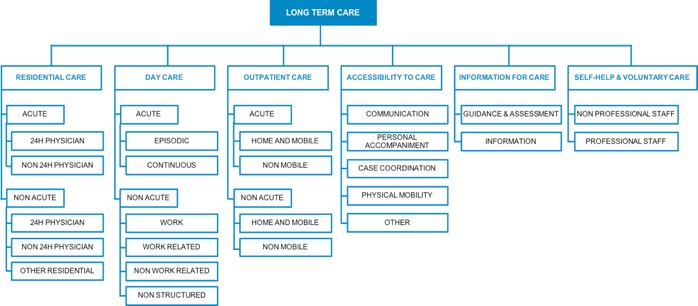 LONG TERM CARE
RESIDENTIAL CARE
ACUTE
24H PHYSICIAN
NON 24H PHYSICIAN
NON ACUTE
24H PHYSICIAN
NON 24H PHYSICIAN
OTHER RESIDENTIAL
DAY CARE
ACUTE
EPISODIC
CONTINUOUS
NON ACUTE
WORK
WORK RELATED
NON WORK RELATED
NON STRUCTURED
OUTPATIENT CARE
ACUTE
HOME AND MOBILE
NON MOBILE
NON ACUTE
HOME AND MOBILE
NON MOBILE
ACCESSIBILITY TO CARE
COMMUNICATION
PERSONAL
ACCOMPANIMENT
CASE COORDINATION
PHYSICAL MOBILITY
OTHER
INFORMATION FOR CARE
GUIDANCE & ASSESSMENT
INFORMATION
SELF-HELP & VOLUNTARY CARE
NON PROFESSIONAL STAFF
PROFESSIONAL STAFF